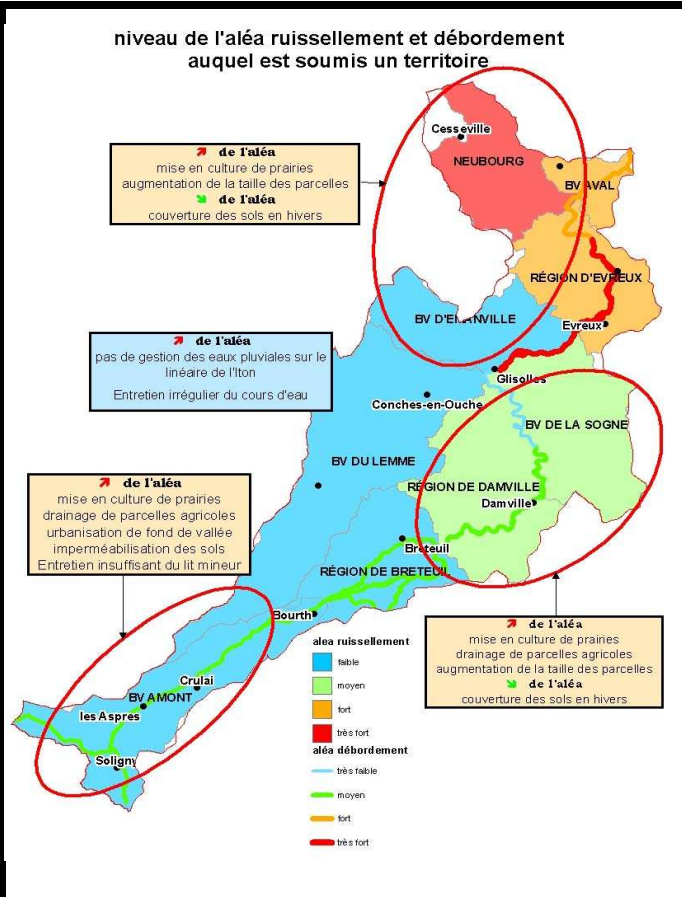 niveau de l'aléa ruissellement et débordement
auquel est soumis un territoire
de l'aléa
mise en culture de prairies
augmentation de la taille des parcelles
de l'aléa
couverture des sols en hivers
Cesseville
NEUBOURG
BV AVAL
RÉGION D'EVREUX
Evreux
BV D'EMANVILLE
de l'aléa
pas de gestion des eaux pluviales sur le
linéaire de l'Iton
Entretien irrégulier du cours d'eau
Glisolles
Conches-en-Ouche
BV DE LA SOGNE
BV DU LEMME
RÉGION DE DAMVILLE
Damville
de l'aléa
mise en culture de prairies
drainage de parcelles agricoles
urbanisation de fond de vallée
imperméabilisation des sols
Entretien insuffisant du lit mineur
Breteuil
RÉGION DE BRETEUIL
Bourth
Crulai
BV AMONT
les Aspres
Soligny
de l'aléa
mise en culture de prairies
drainage de parcelles agricoles
augmentation de la taille des parcelles
de l'aléa
couverture des sols en hivers
alea ruissellement
faible
moyen
fort
très fort
aléa débordement
très faible
moyen
fort
très fort